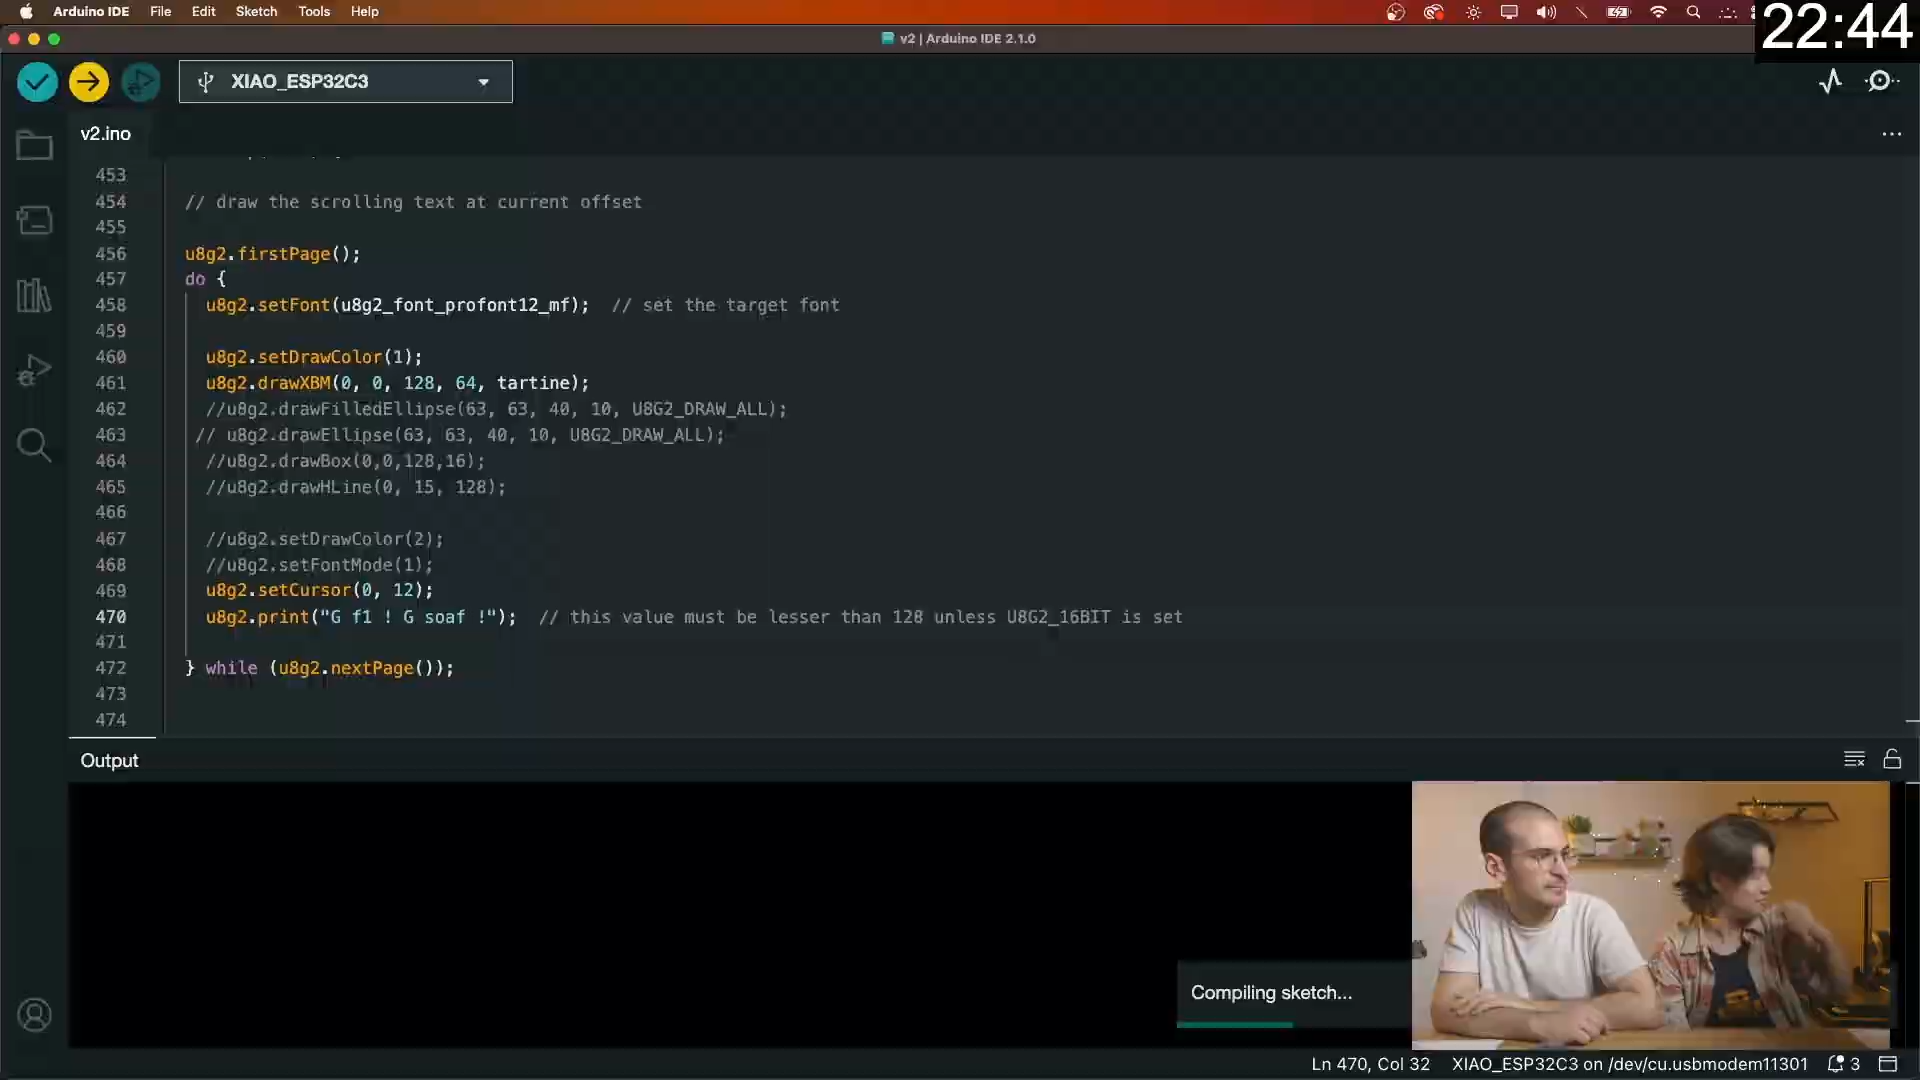 Arduino IDE File Edit Sketch Tools Help
22:44
v2 | Arduino IDE 2.1.0
XIAO_ESP32C3
v2.ino
453
454 // draw the scrolling text at current offset
455
456 u8g2.firstPage();
457 do {
458 u8g2.setFont(u8g2_font_profont12_mf); // set the target font
459
460 u8g2.setDrawColor(1);
461 u8g2.drawXBM(0, 0, 128, 64, tartine);
462 //u8g2.drawFilledEllipse(63, 63, 40, 10, U8G2_DRAW_ALL);
463 // u8g2.drawEllipse(63, 63, 40, 10, U8G2_DRAW_ALL);
464 //u8g2.drawBox(0,0,128,16);
465 //u8g2.drawHLine(0, 15, 128);
466
467 //u8g2.setDrawColor(2);
468 //u8g2.setFontMode(1);
469 u8g2.setCursor(0, 12);
470 u8g2.print("G f1 ! G soaf !"); // this value must be lesser than 128 unless U8G2_16BIT is set
471
472 } while (u8g2.nextPage());
473
474
Output
Compiling sketch...
Ln 470, Col 32 XIAO_ESP32C3 on /dev/cu.usbmodem11301 3